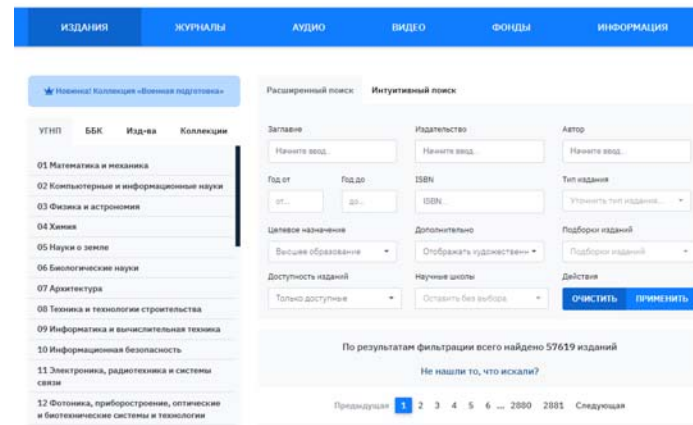 ИЗДАНИЯ
ЖУРНАЛЫ
АУДИО
ВИДЕО
ФОНДЫ
ИНФОРМАЦИЯ
Новинка! Коллекция «Военная подготовка»
УГНП
ББК
Изд-ва
Коллекции
01 Математика и механика
02 Компьютерные и информационные науки
03 Физика и астрономия
04 Химия
05 Науки о земле
06 Биологические науки
07 Архитектура
08 Техника и технологии строительства
09 Информатика и вычислительная техника
10 Информационная безопасность
11 Электроника, радиотехника и системы
связи
12 Фотоника, приборостроение, оптические
и биотехнические системы и технологии
Расширенный поиск
Интуитивный поиск
Заглавие
Издательство
Автор
Начните ввод...
Начните ввод...
Начните ввод...
Год от
Год до
ISBN
Тип издания
от...
до...
ISBN...
Уточнить тип издания...
Целевое назначение
Дополнительно
Подборки изданий
Высшее образование
Отображать художественн
Подборки изданий
Доступность изданий
Научные школы
Действия
Только доступные
Оставить без выбора
ОЧИСТИТЬ
ПРИМЕНИТЬ
По результатам фильтрации всего найдено 57619 изданий
Не нашли то, что искали?
Предыдущая 1 2 3 4 5 6 ... 2880 2881 Следующая